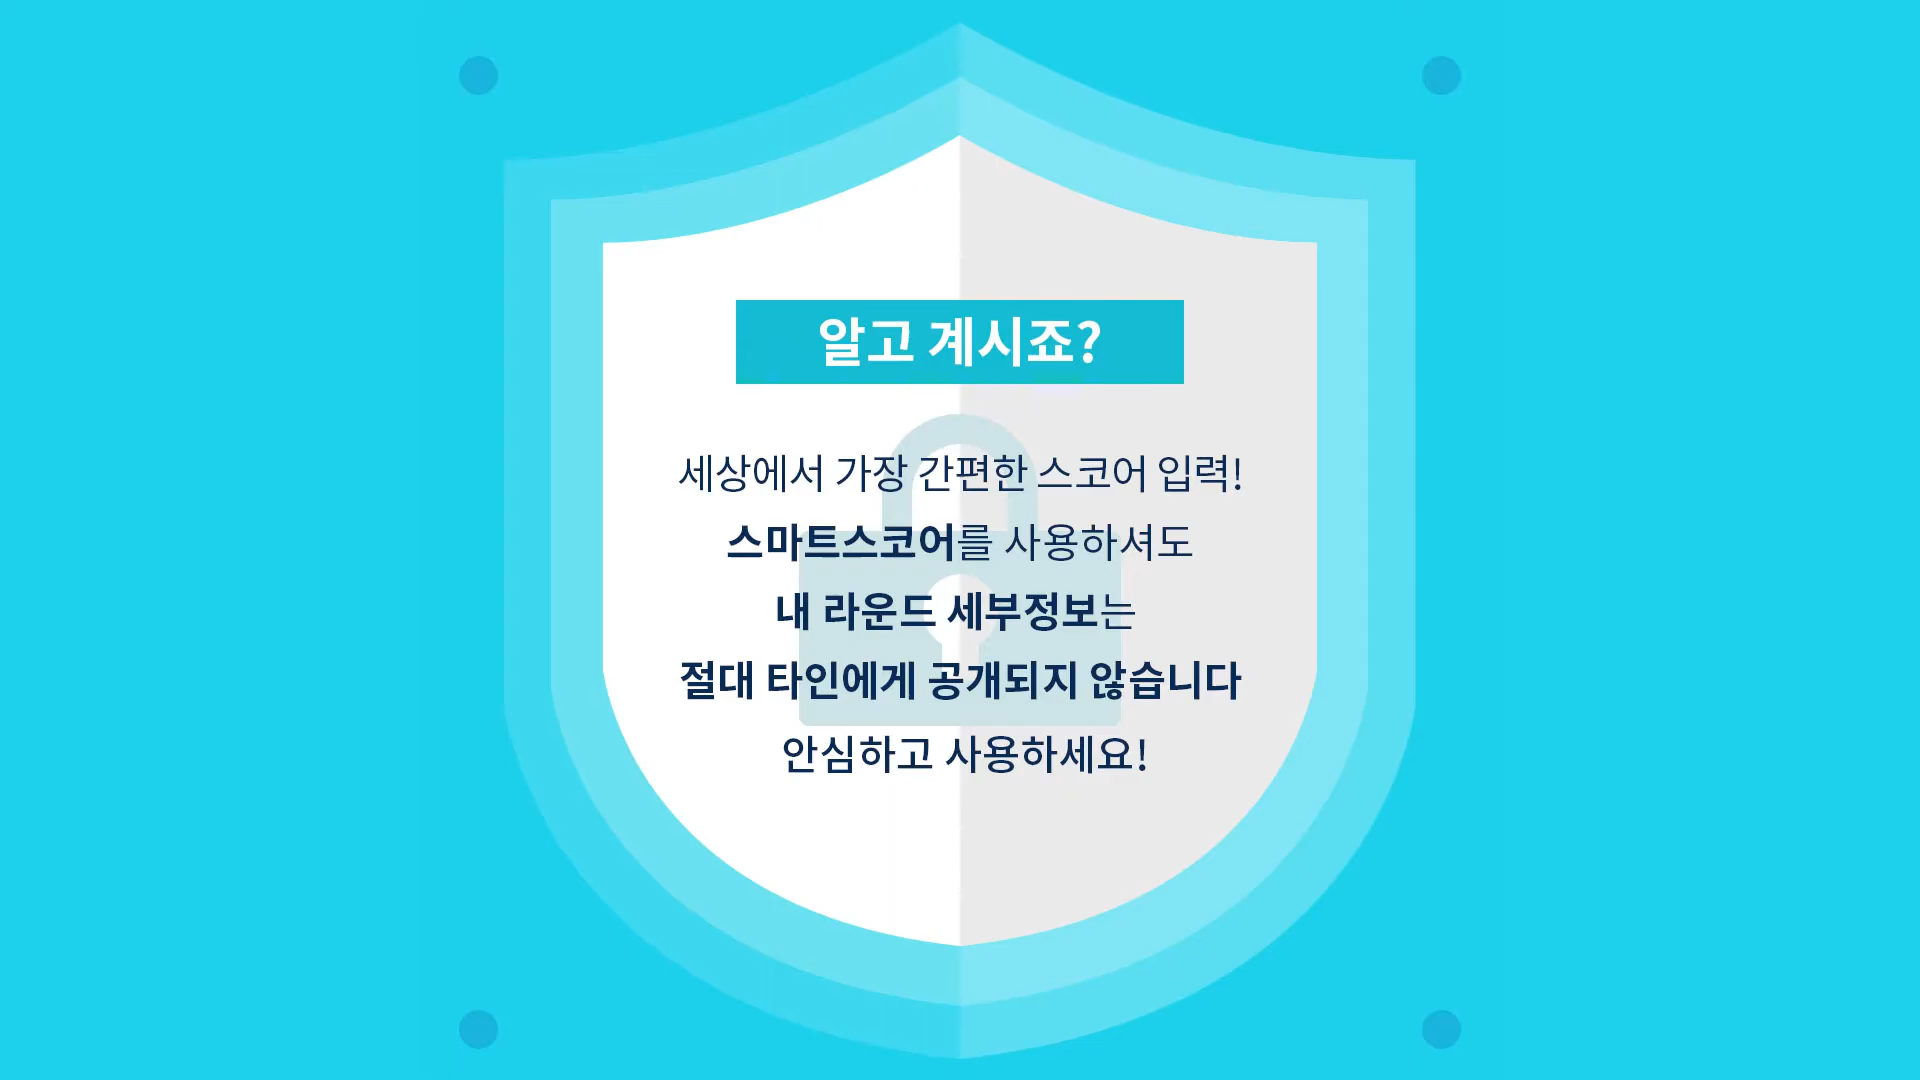 알고 계시죠?
세상에서 가장 간편한 스코어 입력!
스마트스코어를 사용하셔도
내 라운드 세부정보는
절대 타인에게 공개되지 않습니다
안심하고 사용하세요!